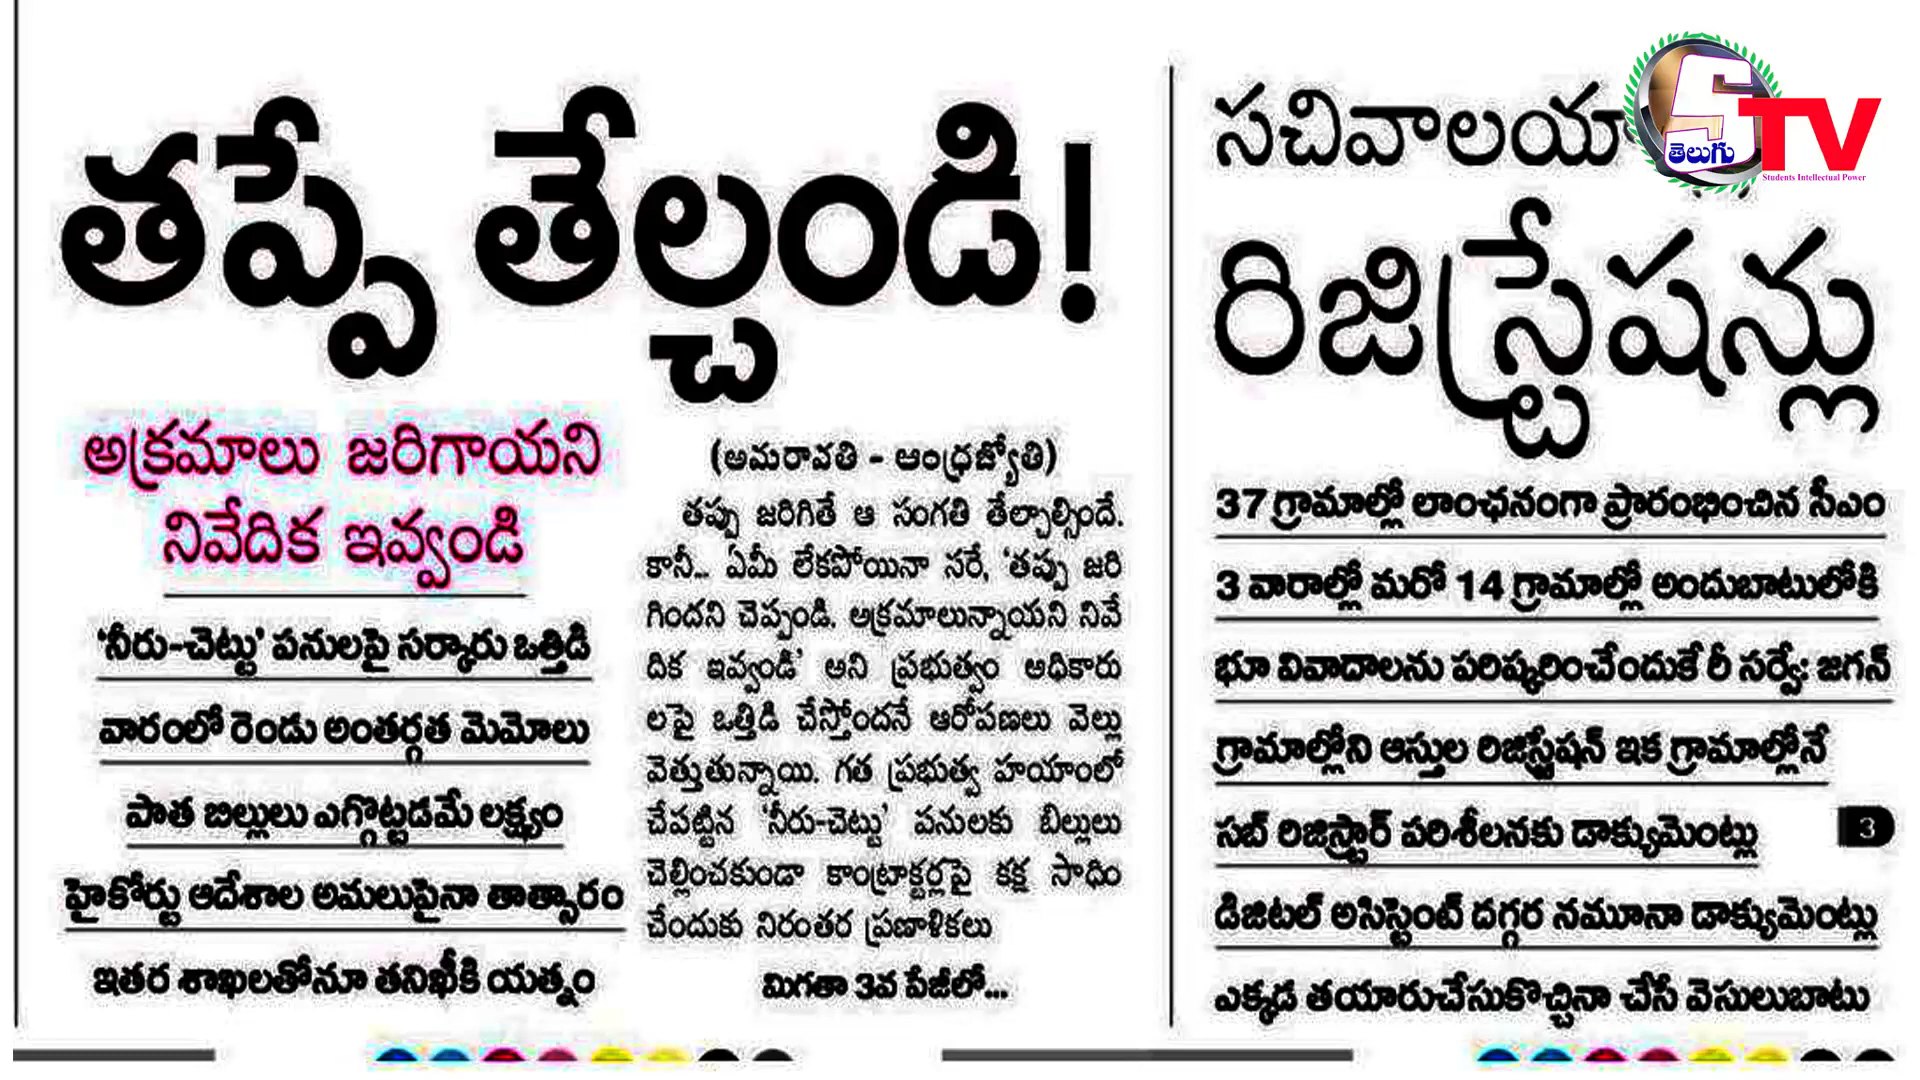 తప్పే తేల్చండి!
అక్రమాలు జరిగాయని
నివేదిక ఇవ్వండి
‘నీరు-చెట్టు’ పనులపై సర్కారు ఒత్తిడి
వారంలో రెండు అంతర్గత మెమోలు
పాత బిల్లులు ఎగ్గొట్టడమే లక్ష్యం
హైకోర్టు ఆదేశాల అమలుపైనా తాత్సారం
ఇతర శాఖలతోనూ తనిఖీకి యత్నం
(అమరావతి - ఆంధ్రజ్యోతి)
తప్పు జరిగితే ఆ సంగతి తేల్చాల్సిందే.
కానీ... ఏమీ లేకపోయినా సరే, ‘తప్పు జరి
గిందని చెప్పండి. అక్రమాలున్నాయని నివే
దిక ఇవ్వండి’ అని ప్రభుత్వం అధికారు
లపై ఒత్తిడి చేస్తోందనే ఆరోపణలు వెల్లు
వెత్తుతున్నాయి. గత ప్రభుత్వ హయాంలో
చేపట్టిన ‘నీరు-చెట్టు’ పనులకు బిల్లులు
చెల్లించకుండా కాంట్రాక్టర్లపై కక్ష సాధిం
చేందుకు నిరంతర ప్రణాళికలు
మిగతా 3వ పేజీలో...
సచివాలయా
రిజిస్ట్రేషన్లు
37 గ్రామాల్లో లాంఛనంగా ప్రారంభించిన సీఎం
3 వారాల్లో మరో 14 గ్రామాల్లో అందుబాటులోకి
భూ వివాదాలను పరిష్కరించేందుకే రీ సర్వే: జగన్
గ్రామాల్లోని ఆస్తుల రిజిస్ట్రేషన్ ఇక గ్రామాల్లోనే
సబ్ రిజిస్ట్రార్ పరిశీలనకు డాక్యుమెంట్లు
3
డిజిటల్ అసిస్టెంట్ దగ్గర నమూనా డాక్యుమెంట్లు
ఎక్కడ తయారుచేసుకొచ్చినా చేసే వెసులుబాటు
S TV
తెలుగు
Students Intellectual Power